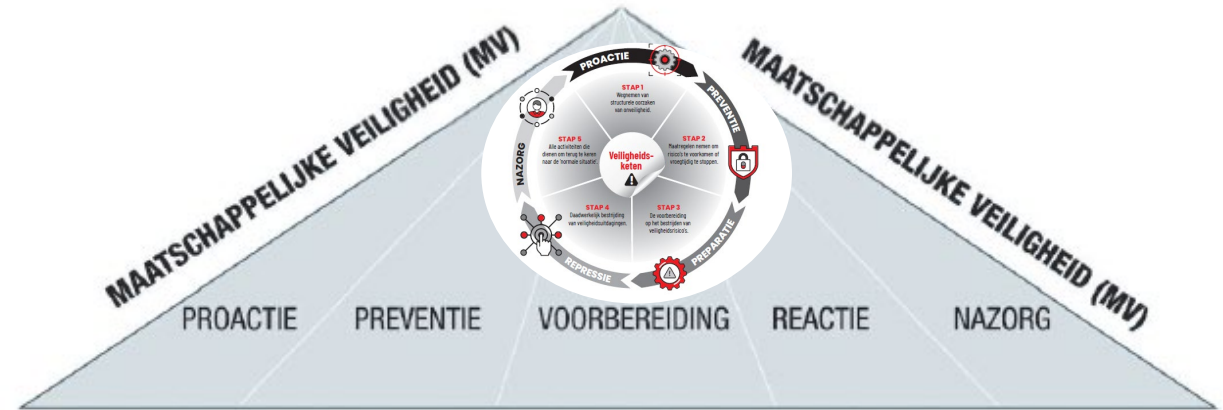 MAATSCHAPPELIJKE VEILIGHEID (MV)
MAATSCHAPPELIJKE VEILIGHEID (MV)
PROACTIE
STAP 1
Wegnemen van
structurele oorzaken
van onveiligheid.
PREVENTIE
STAP 2
Maatregelen nemen om
risico's te voorkomen of
vroegtijdig te stoppen.
PREPARATIE
STAP 3
De voorbereiding
op het bestrijden van
veiligheidsrisico's.
REPRESSIE
STAP 4
Daadwerkelijk bestrijding
van veiligheidsuitdagingen.
NAZORG
STAP 5
Alle activiteiten die
dienen om terug te keren
naar de 'normale situatie'.
Veiligheids-
keten
PROACTIE
PREVENTIE
VOORBEREIDING
REACTIE
NAZORG